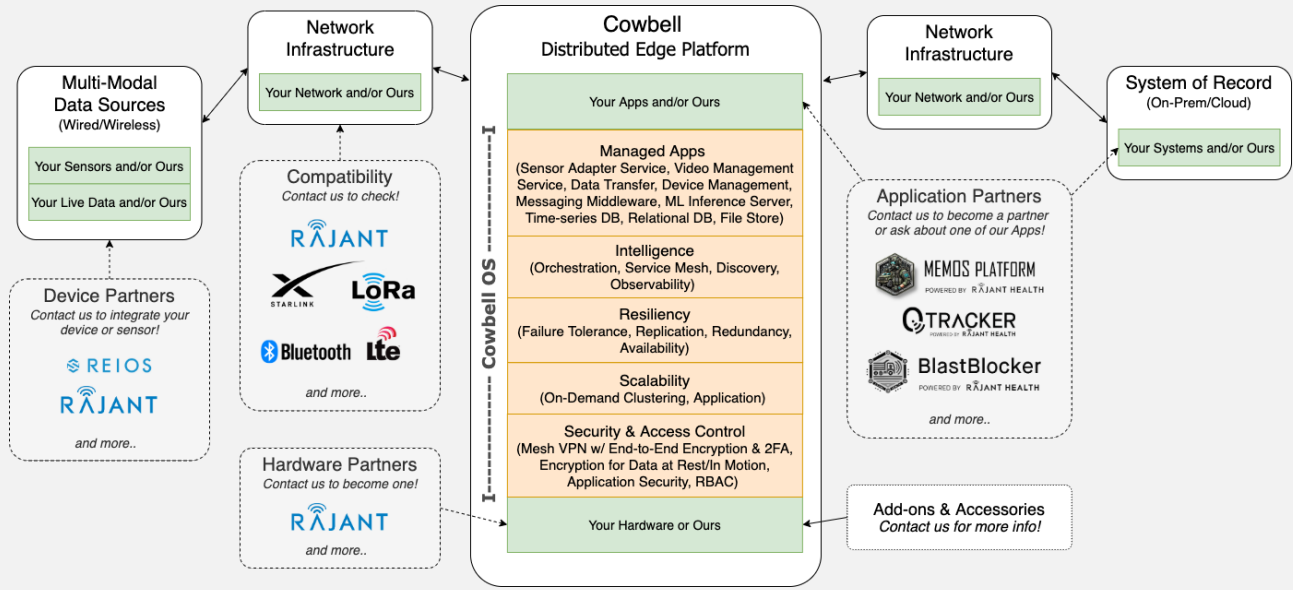 Multi-Modal
Data Sources
(Wired/Wireless)
Your Sensors and/or Ours
Your Live Data and/or Ours
Device Partners
Contact us to integrate your
device or sensor!
REIOS
RAJANT
and more..
Network
Infrastructure
Your Network and/or Ours
Compatibility
Contact us to check!
RAJANT
STARLINK
LoRa
Bluetooth
Lte
and more..
Hardware Partners
Contact us to become one!
RAJANT
and more..
Cowbell
Distributed Edge Platform
I------- Cowbell OS -------I
Your Apps and/or Ours
Managed Apps
(Sensor Adapter Service, Video Management
Service, Data Transfer, Device Management,
Messaging Middleware, ML Inference Server,
Time-series DB, Relational DB, File Store)
Intelligence
(Orchestration, Service Mesh, Discovery,
Observability)
Resiliency
(Failure Tolerance, Replication, Redundancy,
Availability)
Scalability
(On-Demand Clustering, Application)
Security & Access Control
(Mesh VPN w/ End-to-End Encryption & 2FA,
Encryption for Data at Rest/In Motion,
Application Security, RBAC)
Your Hardware or Ours
Network
Infrastructure
Your Network and/or Ours
System of Record
(On-Prem/Cloud)
Your Systems and/or Ours
Application Partners
Contact us to become a partner
or ask about one of our Apps!
MEMOS PLATFORM
POWERED BY RAJANT HEALTH
QTRACKER
POWERED BY RAJANT HEALTH
BlastBlocker
POWERED BY RAJANT HEALTH
and more..
Add-ons & Accessories
Contact us for more info!